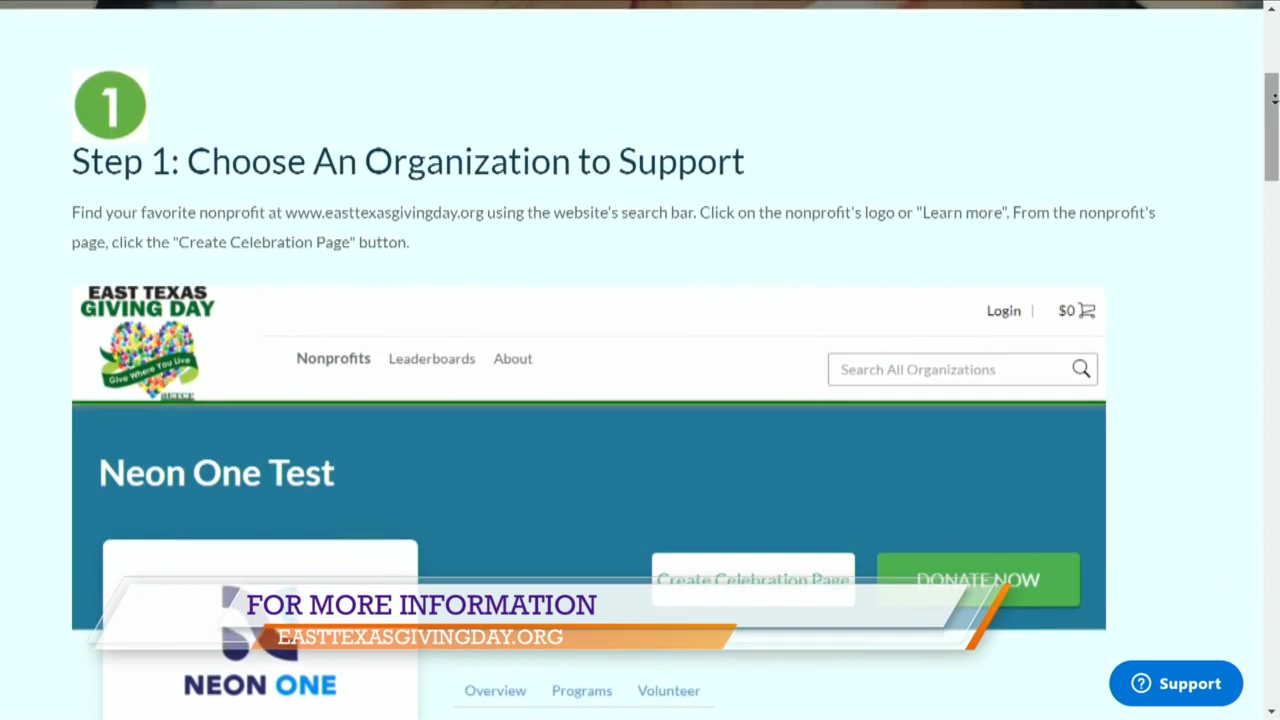 1
Step 1: Choose An Organization to Support
Find your favorite nonprofit at www.easttexasgivingday.org using the website's search bar. Click on the nonprofit's logo or "Learn more". From the nonprofit's
page, click the "Create Celebration Page" button.
EAST TEXAS
GIVING DAY
Give Where You Live
Login | $0
Nonprofits Leaderboards About
Search All Organizations
Neon One Test
Create Celebration Page DONATE NOW
FOR MORE INFORMATION
EASTTEXASGIVINGDAY.ORG
NEON ONE
Overview Programs Volunteer
Support